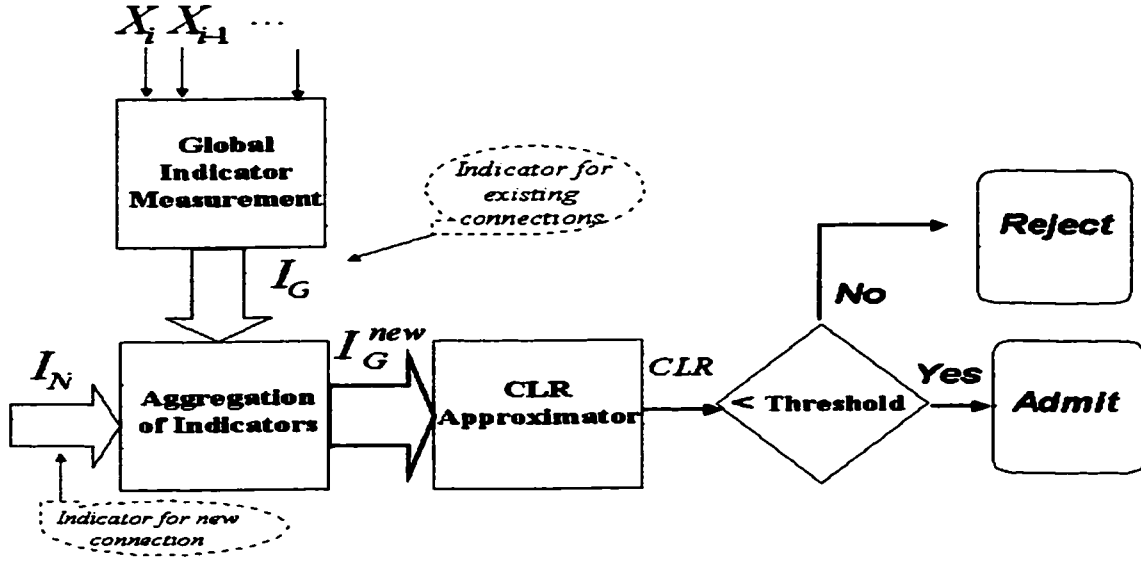 X_i X_{i-1} ...
Global
Indicator
Measurement
Indicator for
existing
connections
Reject
I_G
No
I_N
I_G^{new}
CLR
Yes
Aggregation
of Indicators
CLR
Approximator
< Threshold
Admit
Indicator for new
connection